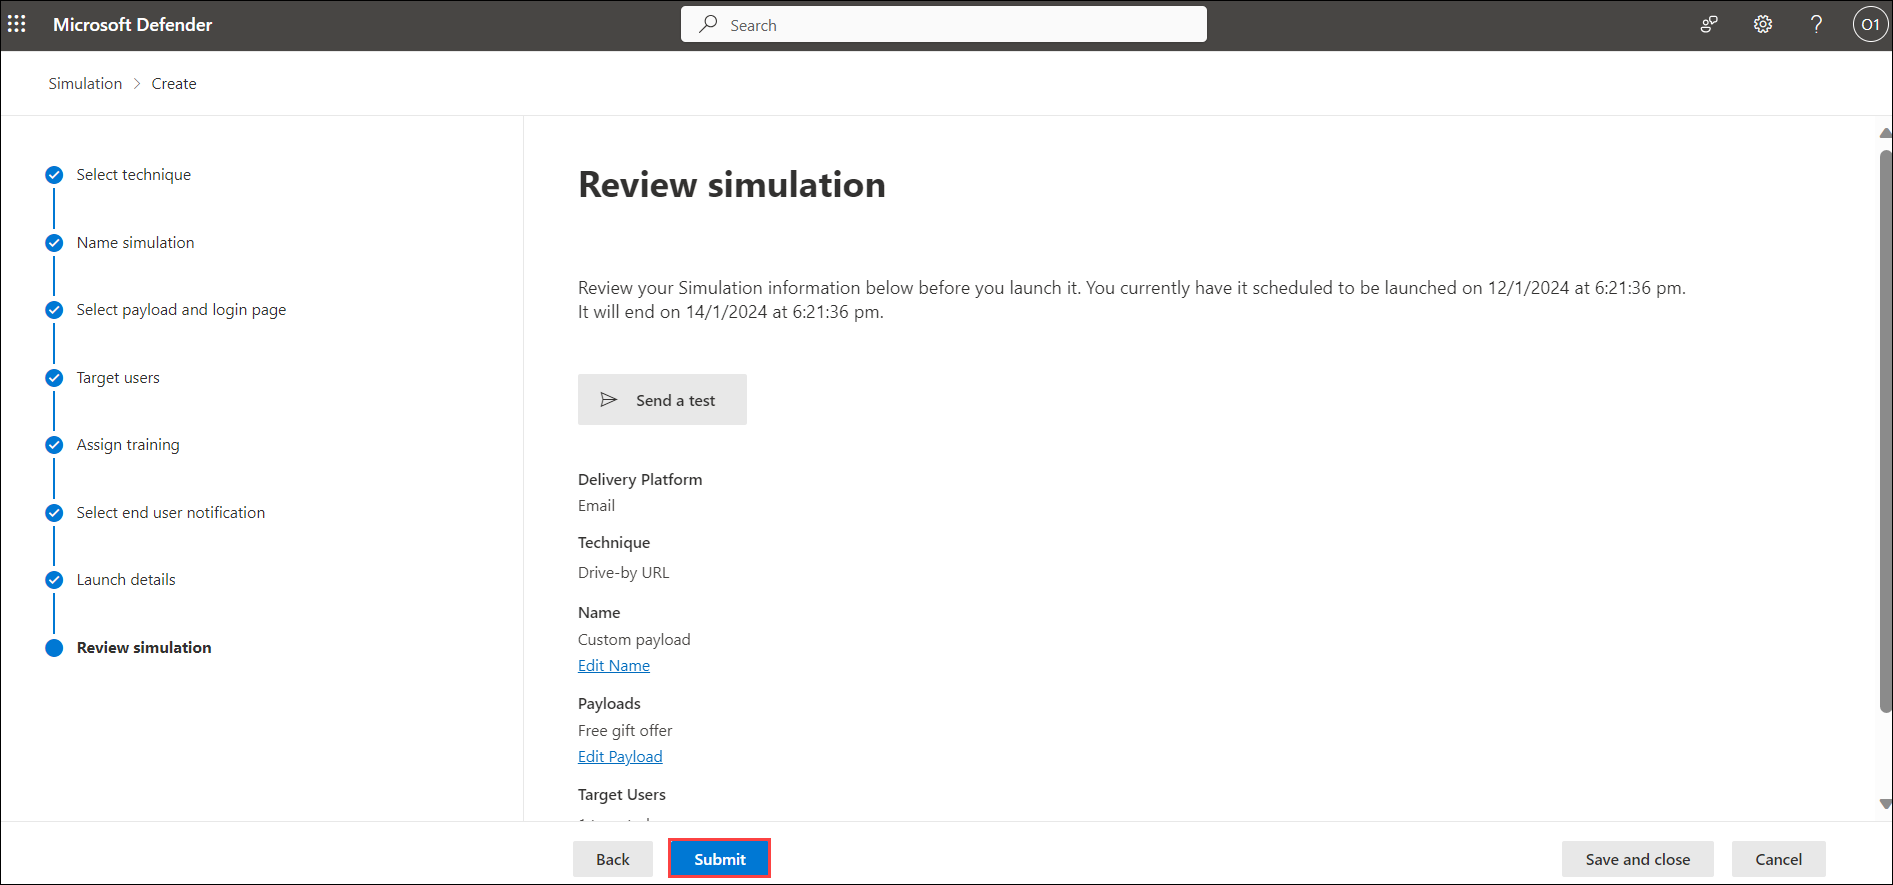 Microsoft Defender
Search
O1
Simulation > Create
Select technique
Name simulation
Select payload and login page
Target users
Assign training
Select end user notification
Launch details
Review simulation
Review simulation
Review your Simulation information below before you launch it. You currently have it scheduled to be launched on 12/1/2024 at 6:21:36 pm.
It will end on 14/1/2024 at 6:21:36 pm.
Send a test
Delivery Platform
Email
Technique
Drive-by URL
Name
Custom payload
Edit Name
Payloads
Free gift offer
Edit Payload
Target Users
Back
Submit
Save and close
Cancel